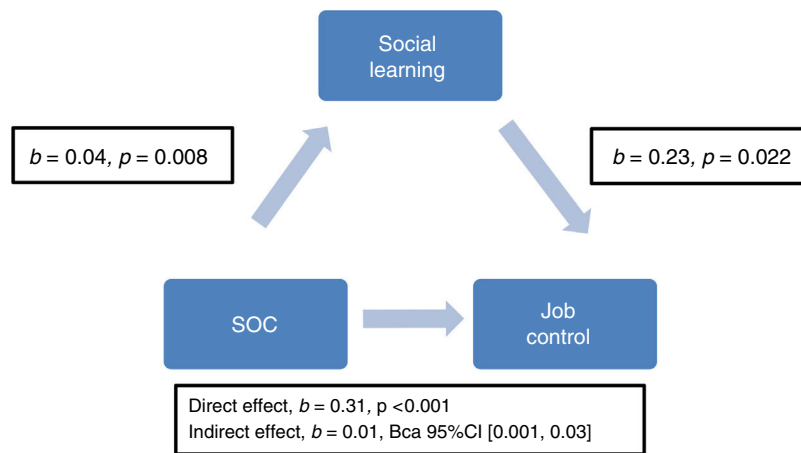 Social
learning
b = 0.04, p = 0.008
b = 0.23, p = 0.022
SOC
Job
control
Direct effect, b = 0.31, p <0.001
Indirect effect, b = 0.01, Bca 95%CI [0.001, 0.03]